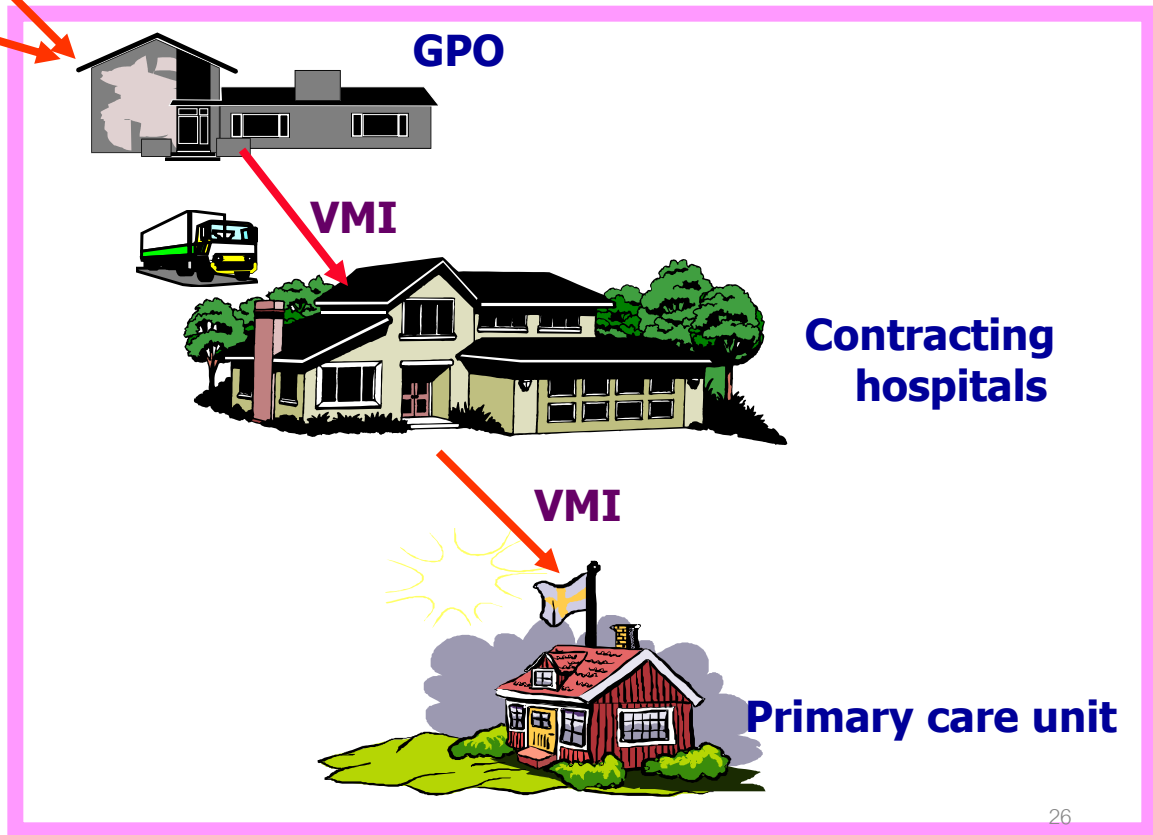 GPO
VMI
Contracting
hospitals
VMI
Primary care unit
26